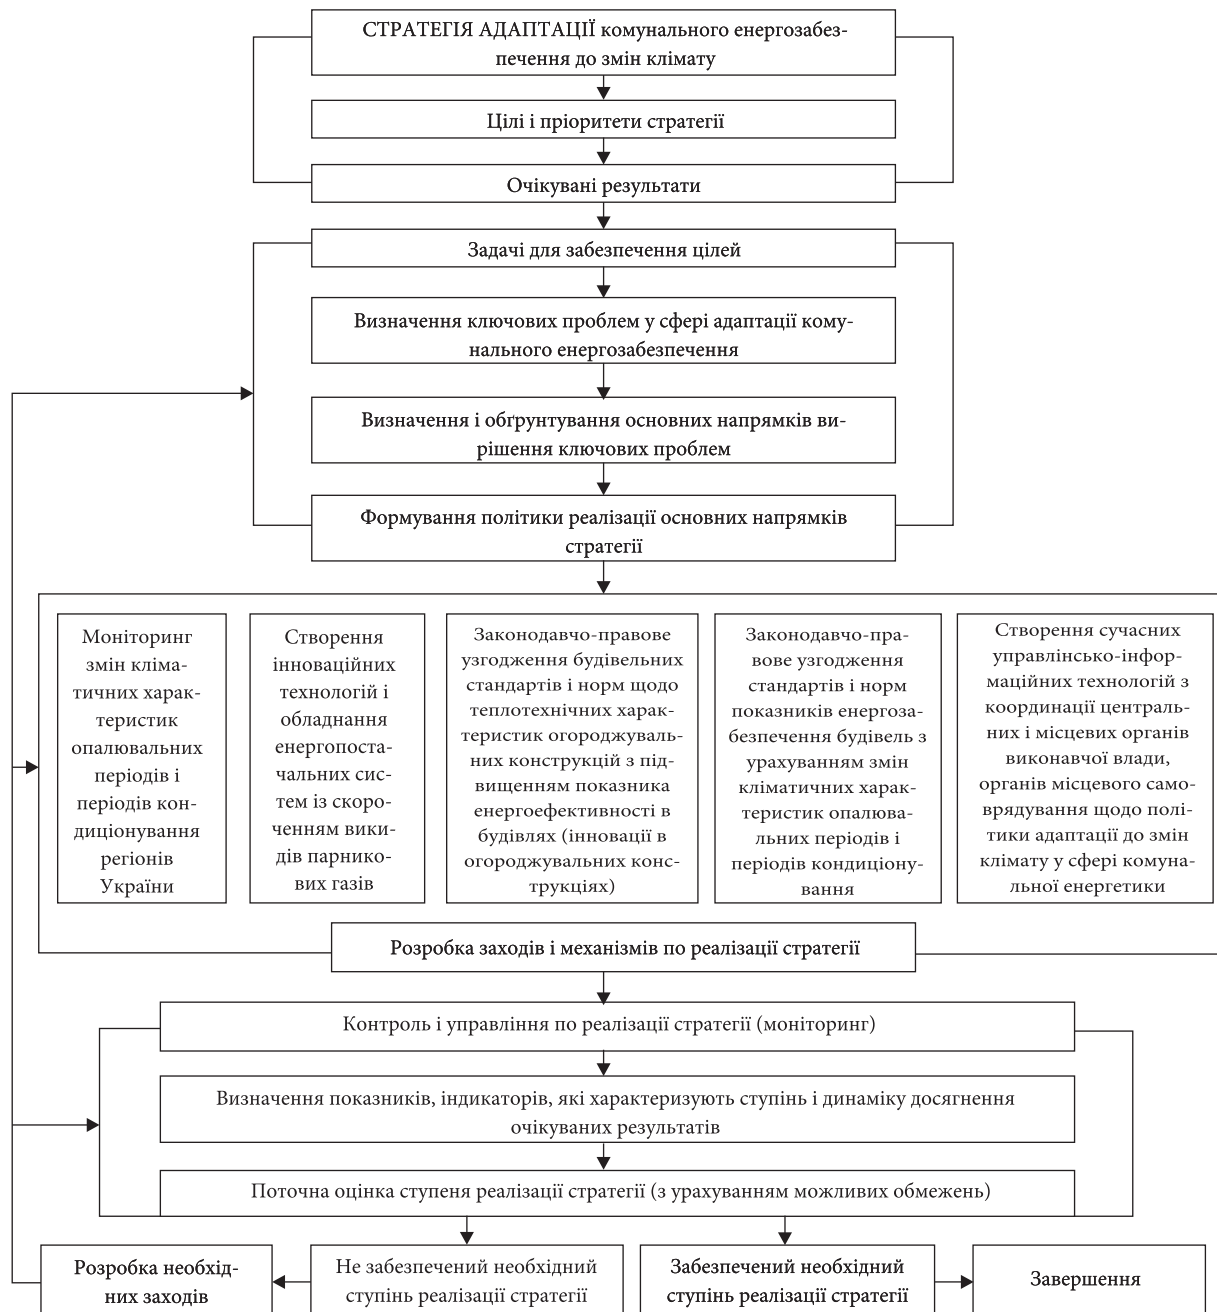 СТРАТЕГІЯ АДАПТАЦІЇ комунального енергозабез-
печення до змін клімату
Цілі і пріоритети стратегії
Очікувані результати
Задачі для забезпечення цілей
Визначення ключових проблем у сфері адаптації кому-
нального енергозабезпечення
Визначення і обґрунтування основних напрямків ви-
рішення ключових проблем
Формування політики реалізації основних напрямків
стратегії
Моніторинг
змін кліма-
тичних харак-
теристик
опалювальних
періодів і
періодів кон-
диціонування
регіонів
України
Створення
інноваційних
технологій і
обладнання
енергопоста-
чальних сис-
тем із скоро-
ченням вики-
дів парнико-
вих газів
Законодавчо-правове
узгодження будівельних
стандартів і норм щодо
теплотехнічних харак-
теристик огороджуваль-
них конструкцій з під-
вищенням показника
енергоефективності в
будівлях (інновації в
огороджувальних конс-
трукціях)
Законодавчо-пра-
вове узгодження
стандартів і норм
показників енергоза-
безпечення будівель з
урахуванням змін
кліматичних харак-
теристик опалюва-
льних періодів і
періодів кондиціону-
вання
Створення сучасних
управлінсько-інфор-
маційних технологій з
координації централь-
них і місцевих органів
виконавчої влади,
органів місцевого само-
врядування щодо полі-
тики адаптації до змін
клімату у сфері комуна-
льної енергетики
Розробка заходів і механізмів по реалізації стратегії
Контроль і управління по реалізації стратегії (моніторинг)
Визначення показників, індикаторів, які характеризують ступінь і динаміку досягнення
очікуваних результатів
Поточна оцінка ступеня реалізації стратегії (з урахуванням можливих обмежень)
Розробка необхід-
них заходів
Не забезпечений необхідний
ступінь реалізації стратегії
Забезпечений необхідний
ступінь реалізації стратегії
Завершення